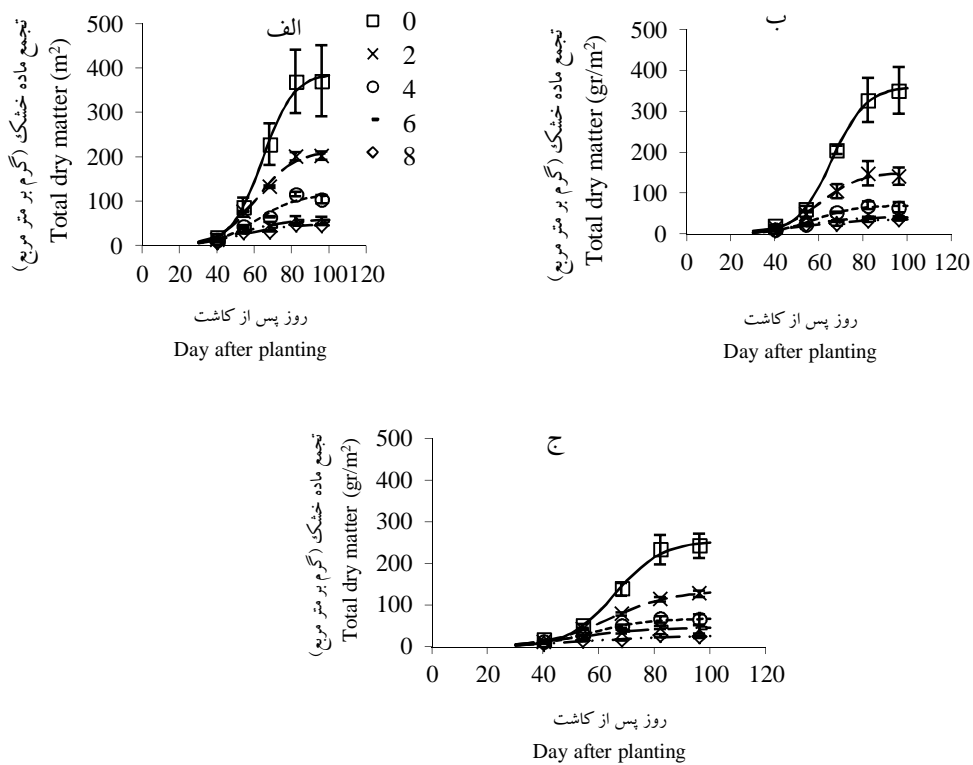 الف
500
400
300
200
100
0
0 20 40 60 80 100 120
تجمع ماده خشک (گرم بر متر مربع)
Total dry matter (m²)
روز پس از کاشت
Day after planting
0
2
4
6
8
ب
500
400
300
200
100
0
0 20 40 60 80 100 120
تجمع ماده خشک (گرم بر متر مربع)
Total dry matter (gr/m²)
روز پس از کاشت
Day after planting
ج
500
400
300
200
100
0
0 20 40 60 80 100 120
تجمع ماده خشک (گرم بر متر مربع)
Total dry matter (gr/m²)
روز پس از کاشت
Day after planting